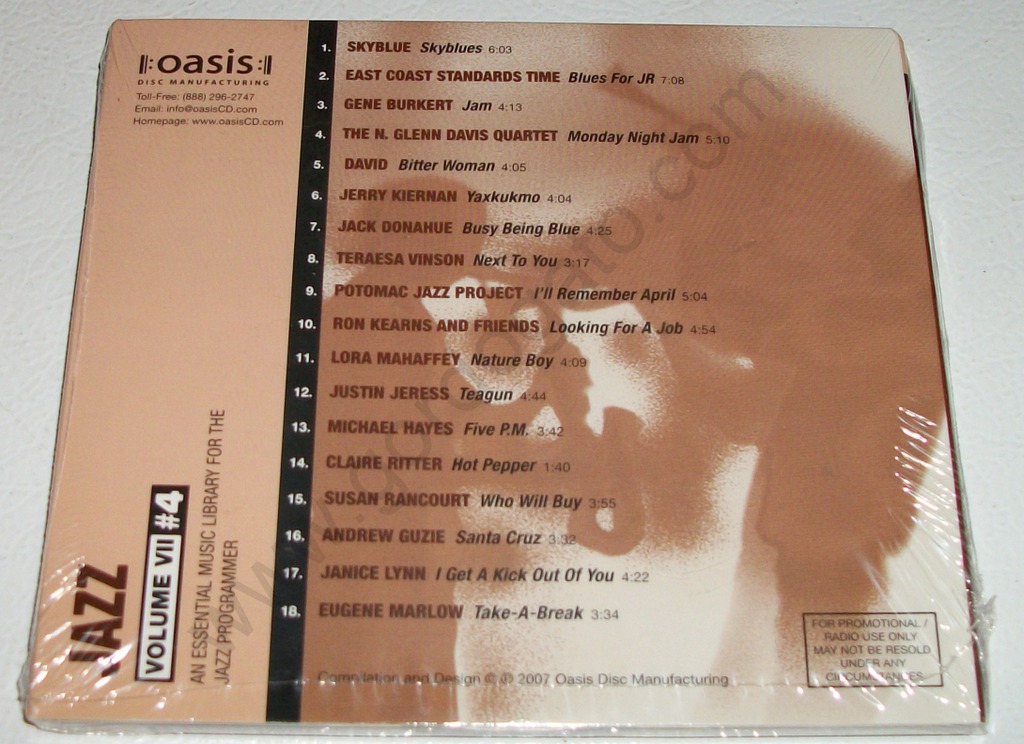 oasis
DISC MANUFACTURING
Toll-Free: (888) 296-2747
Email: info@oasisCD.com
Homepage: www.oasisCD.com
1. SKYBLUE Skyblues 6:03
2. EAST COAST STANDARDS TIME Blues For JR 7:08
3. GENE BURKERT Jam 4:13
4. THE N. GLENN DAVIS QUARTET Monday Night Jam 5:10
5. DAVID Bitter Woman 4:05
6. JERRY KIERNAN Yaxkukmo 4:04
7. JACK DONAHUE Busy Being Blue 4:25
8. TERAESA VINSON Next To You 3:17
9. POTOMAC JAZZ PROJECT I'll Remember April 5:04
10. RON KEARNS AND FRIENDS Looking For A Job 4:54
11. LORA MAHAFFEY Nature Boy 4:09
12. JUSTIN JERESS Teagun 4:44
13. MICHAEL HAYES Five P.M. 3:42
14. CLAIRE RITTER Hot Pepper 1:40
15. SUSAN RANCOURT Who Will Buy 3:55
16. ANDREW GUZIE Santa Cruz 3:32
17. JANICE LYNN I Get A Kick Out Of You 4:22
18. EUGENE MARLOW Take-A-Break 3:34
Compilation and Design © ℗ 2007 Oasis Disc Manufacturing
JAZZ
VOLUME VII #4
AN ESSENTIAL MUSIC LIBRARY FOR THE
JAZZ PROGRAMMER
FOR PROMOTIONAL /
RADIO USE ONLY
MAY NOT BE RESOLD
UNDER ANY
CIRCUMSTANCES